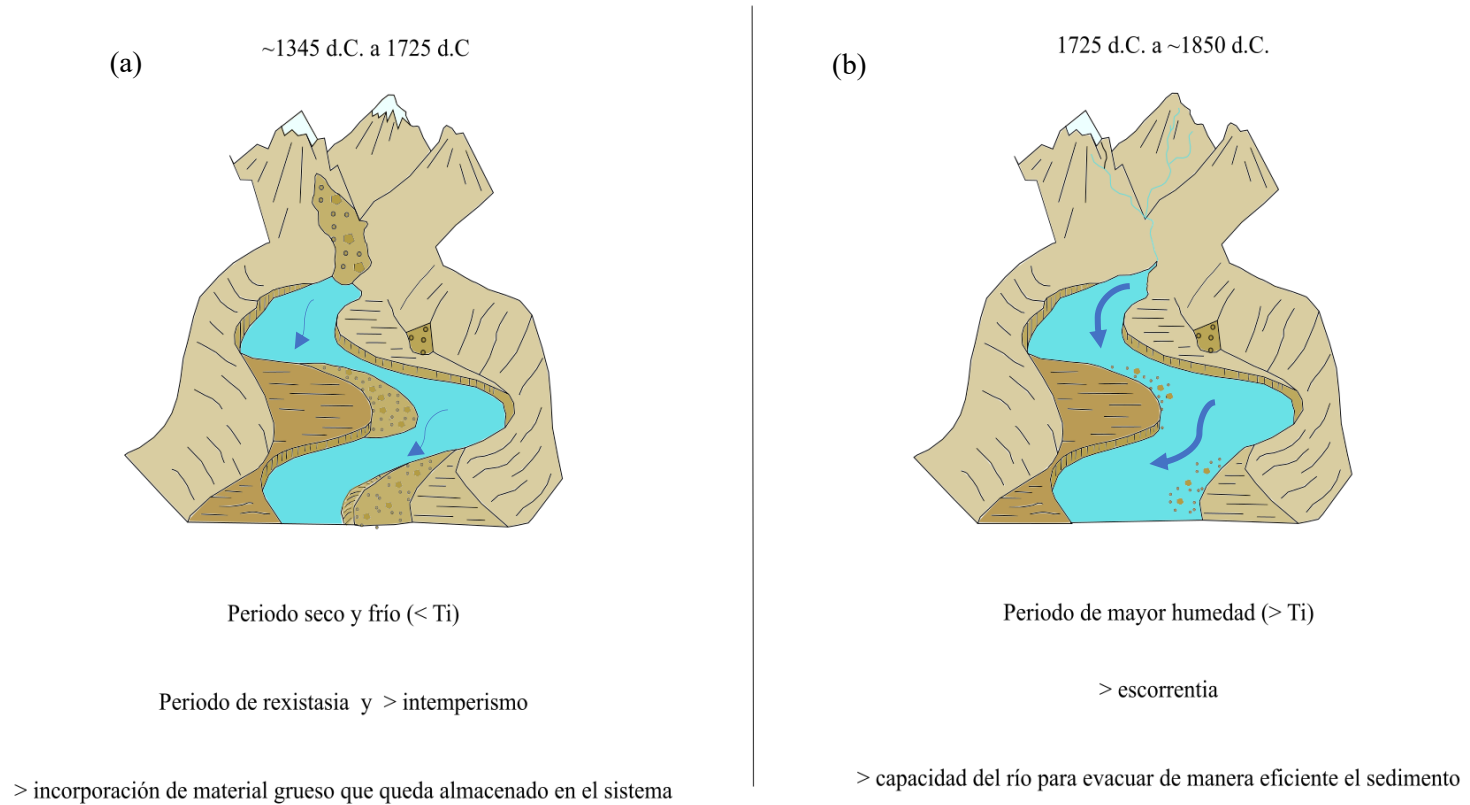 (a)
~1345 d.C. a 1725 d.C
Periodo seco y frío (< Ti)
Periodo de rexistasia y > intemperismo
> incorporación de material grueso que queda almacenado en el sistema
(b)
1725 d.C. a ~1850 d.C.
Periodo de mayor humedad (> Ti)
> escorrentia
> capacidad del río para evacuar de manera eficiente el sedimento